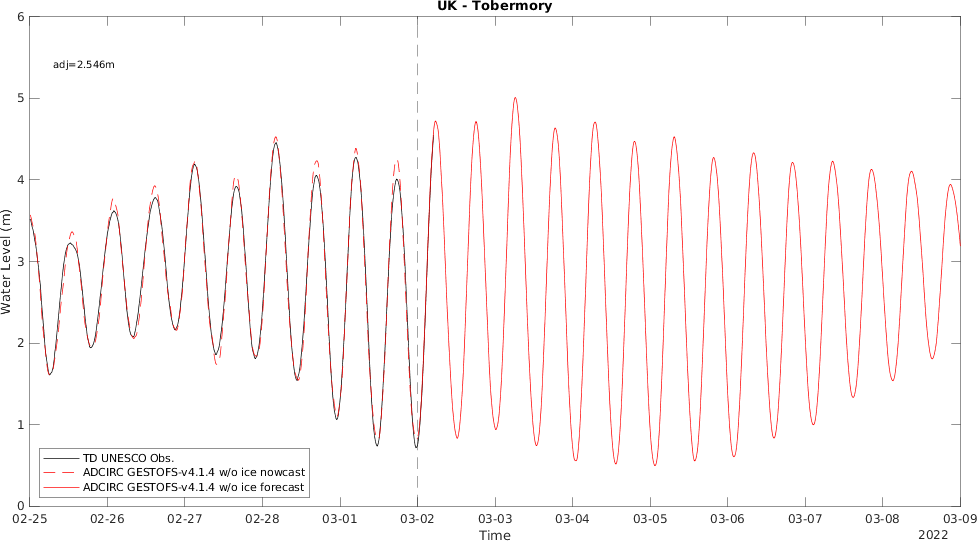 UK - Tobermory
6
adj=2.546m
5
4
3
2
1
0
Water Level (m)
TD UNESCO Obs.
ADCIRC GESTOFS-v4.1.4 w/o ice nowcast
ADCIRC GESTOFS-v4.1.4 w/o ice forecast
02-25 02-26 02-27 02-28 03-01 03-02 03-03 03-04 03-05 03-06 03-07 03-08 03-09
Time
2022